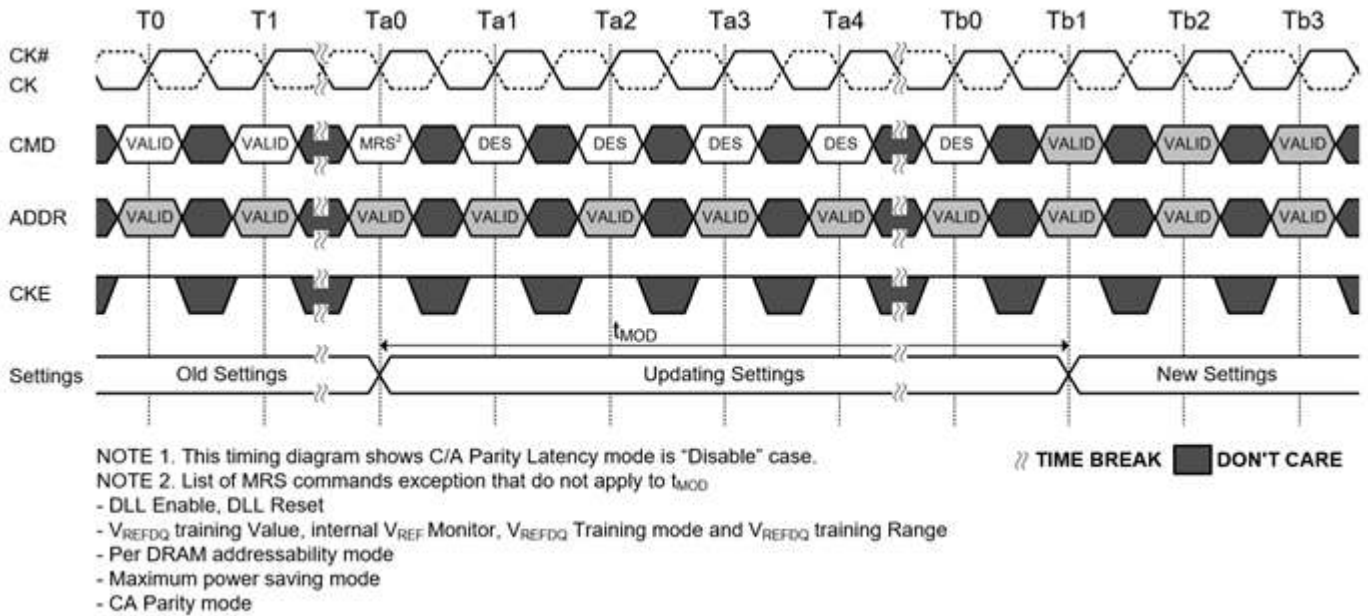 T0 T1 Ta0 Ta1 Ta2 Ta3 Ta4 Tb0 Tb1 Tb2 Tb3
CK#
CK
CMD VALID VALID MRS² DES DES DES DES DES VALID VALID VALID
ADDR VALID VALID VALID VALID VALID VALID VALID VALID VALID VALID VALID
CKE
tMOD
Settings Old Settings Updating Settings New Settings
NOTE 1. This timing diagram shows C/A Parity Latency mode is “Disable” case.
TIME BREAK DON'T CARE
NOTE 2. List of MRS commands exception that do not apply to tMOD
- DLL Enable, DLL Reset
- VREFDQ training Value, internal VREF Monitor, VREFDQ Training mode and VREFDQ training Range
- Per DRAM addressability mode
- Maximum power saving mode
- CA Parity mode